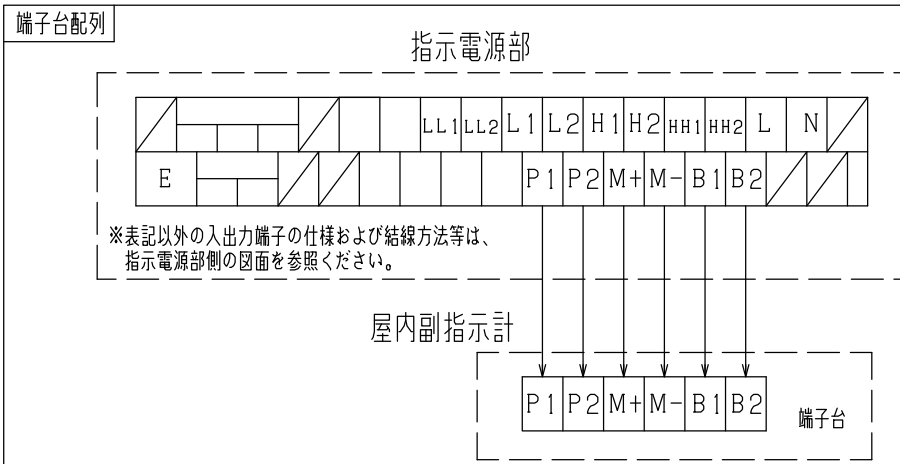 端子台配列
指示電源部
LL1 LL2 L1 L2 H1 H2 HH1 HH2 L N
E P1 P2 M+ M- B1 B2
※表記以外の入出力端子の仕様および結線方法等は、
指示電源部側の図面を参照ください。
屋内副指示計
P1 P2 M+ M- B1 B2
端子台